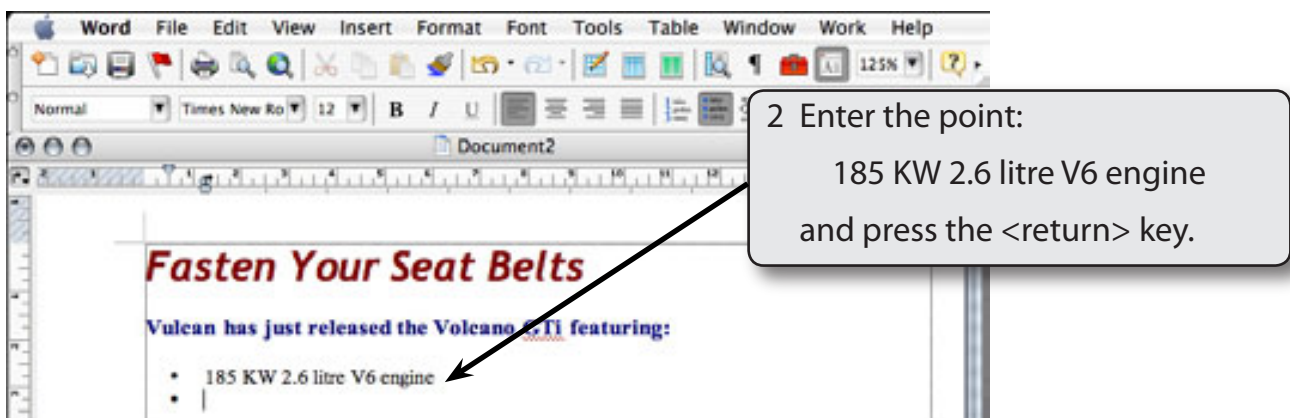 Word File Edit View Insert Format Font Tools Table Window Work Help
125%
Normal Times New Ro 12 B I U
Document2
2 Enter the point:
185 KW 2.6 litre V6 engine
and press the <return> key.
Fasten Your Seat Belts
Vulcan has just released the Volcano GTi featuring:
• 185 KW 2.6 litre V6 engine
•